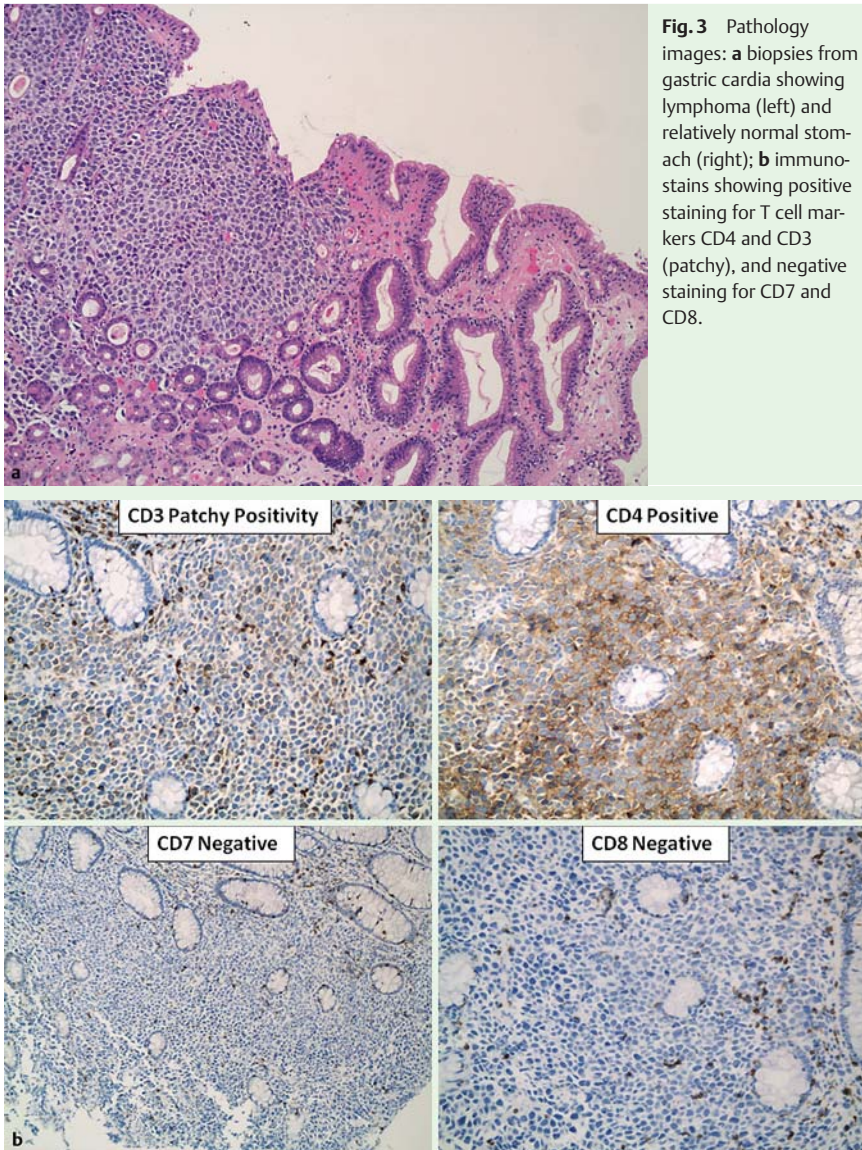 Fig. 3 Pathology
images: a biopsies from
gastric cardia showing
lymphoma (left) and
relatively normal stom-
ach (right); b immuno-
stains showing positive
staining for T cell mar-
kers CD4 and CD3
(patchy), and negative
staining for CD7 and
CD8.
a
CD3 Patchy Positivity
CD4 Positive
CD7 Negative
CD8 Negative
b